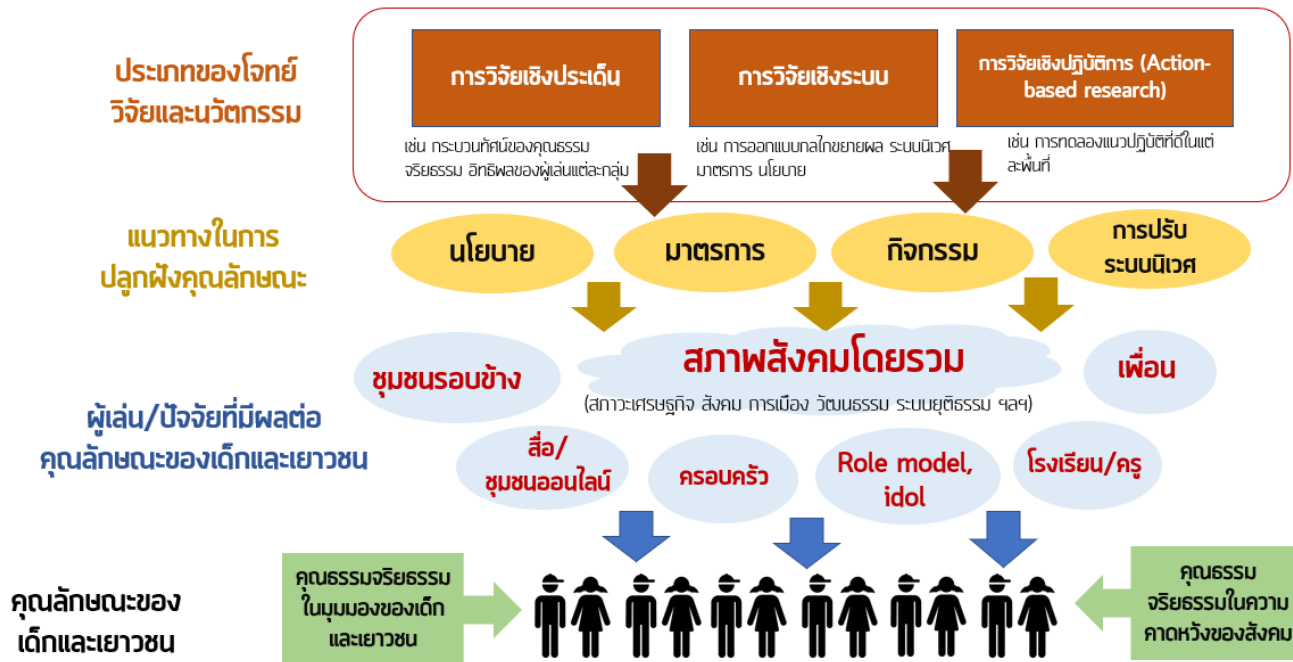 ประเภทของโจทย์
วิจัยและนวัตกรรม
การวิจัยเชิงประเด็น
การวิจัยเชิงระบบ
การวิจัยเชิงปฏิบัติการ (Action-
based research)
เช่น กระบวนทัศน์ของคุณธรรม
จริยธรรม อิทธิพลของผู้เล่นแต่ละกลุ่ม
เช่น การออกแบบกลไกขยายผล ระบบนิเวศ
มาตรการ นโยบาย
เช่น การทดลองแนวปฏิบัติที่ดีในแต่
ละพื้นที่
แนวทางในการ
ปลูกฝังคุณลักษณะ
นโยบาย
มาตรการ
กิจกรรม
การปรับ
ระบบนิเวศ
ผู้เล่น/ปัจจัยที่มีผลต่อ
คุณลักษณะของเด็กและเยาวชน
ชุมชนรอบข้าง
สภาพสังคมโดยรวม
(สภาวะเศรษฐกิจ สังคม การเมือง วัฒนธรรม ระบบยุติธรรม ฯลฯ)
เพื่อน
สื่อ/
ชุมชนออนไลน์
ครอบครัว
Role model,
idol
โรงเรียน/ครู
คุณลักษณะของ
เด็กและเยาวชน
คุณธรรมจริยธรรม
ในมุมมองของเด็ก
และเยาวชน
คุณธรรม
จริยธรรมในความ
คาดหวังของสังคม